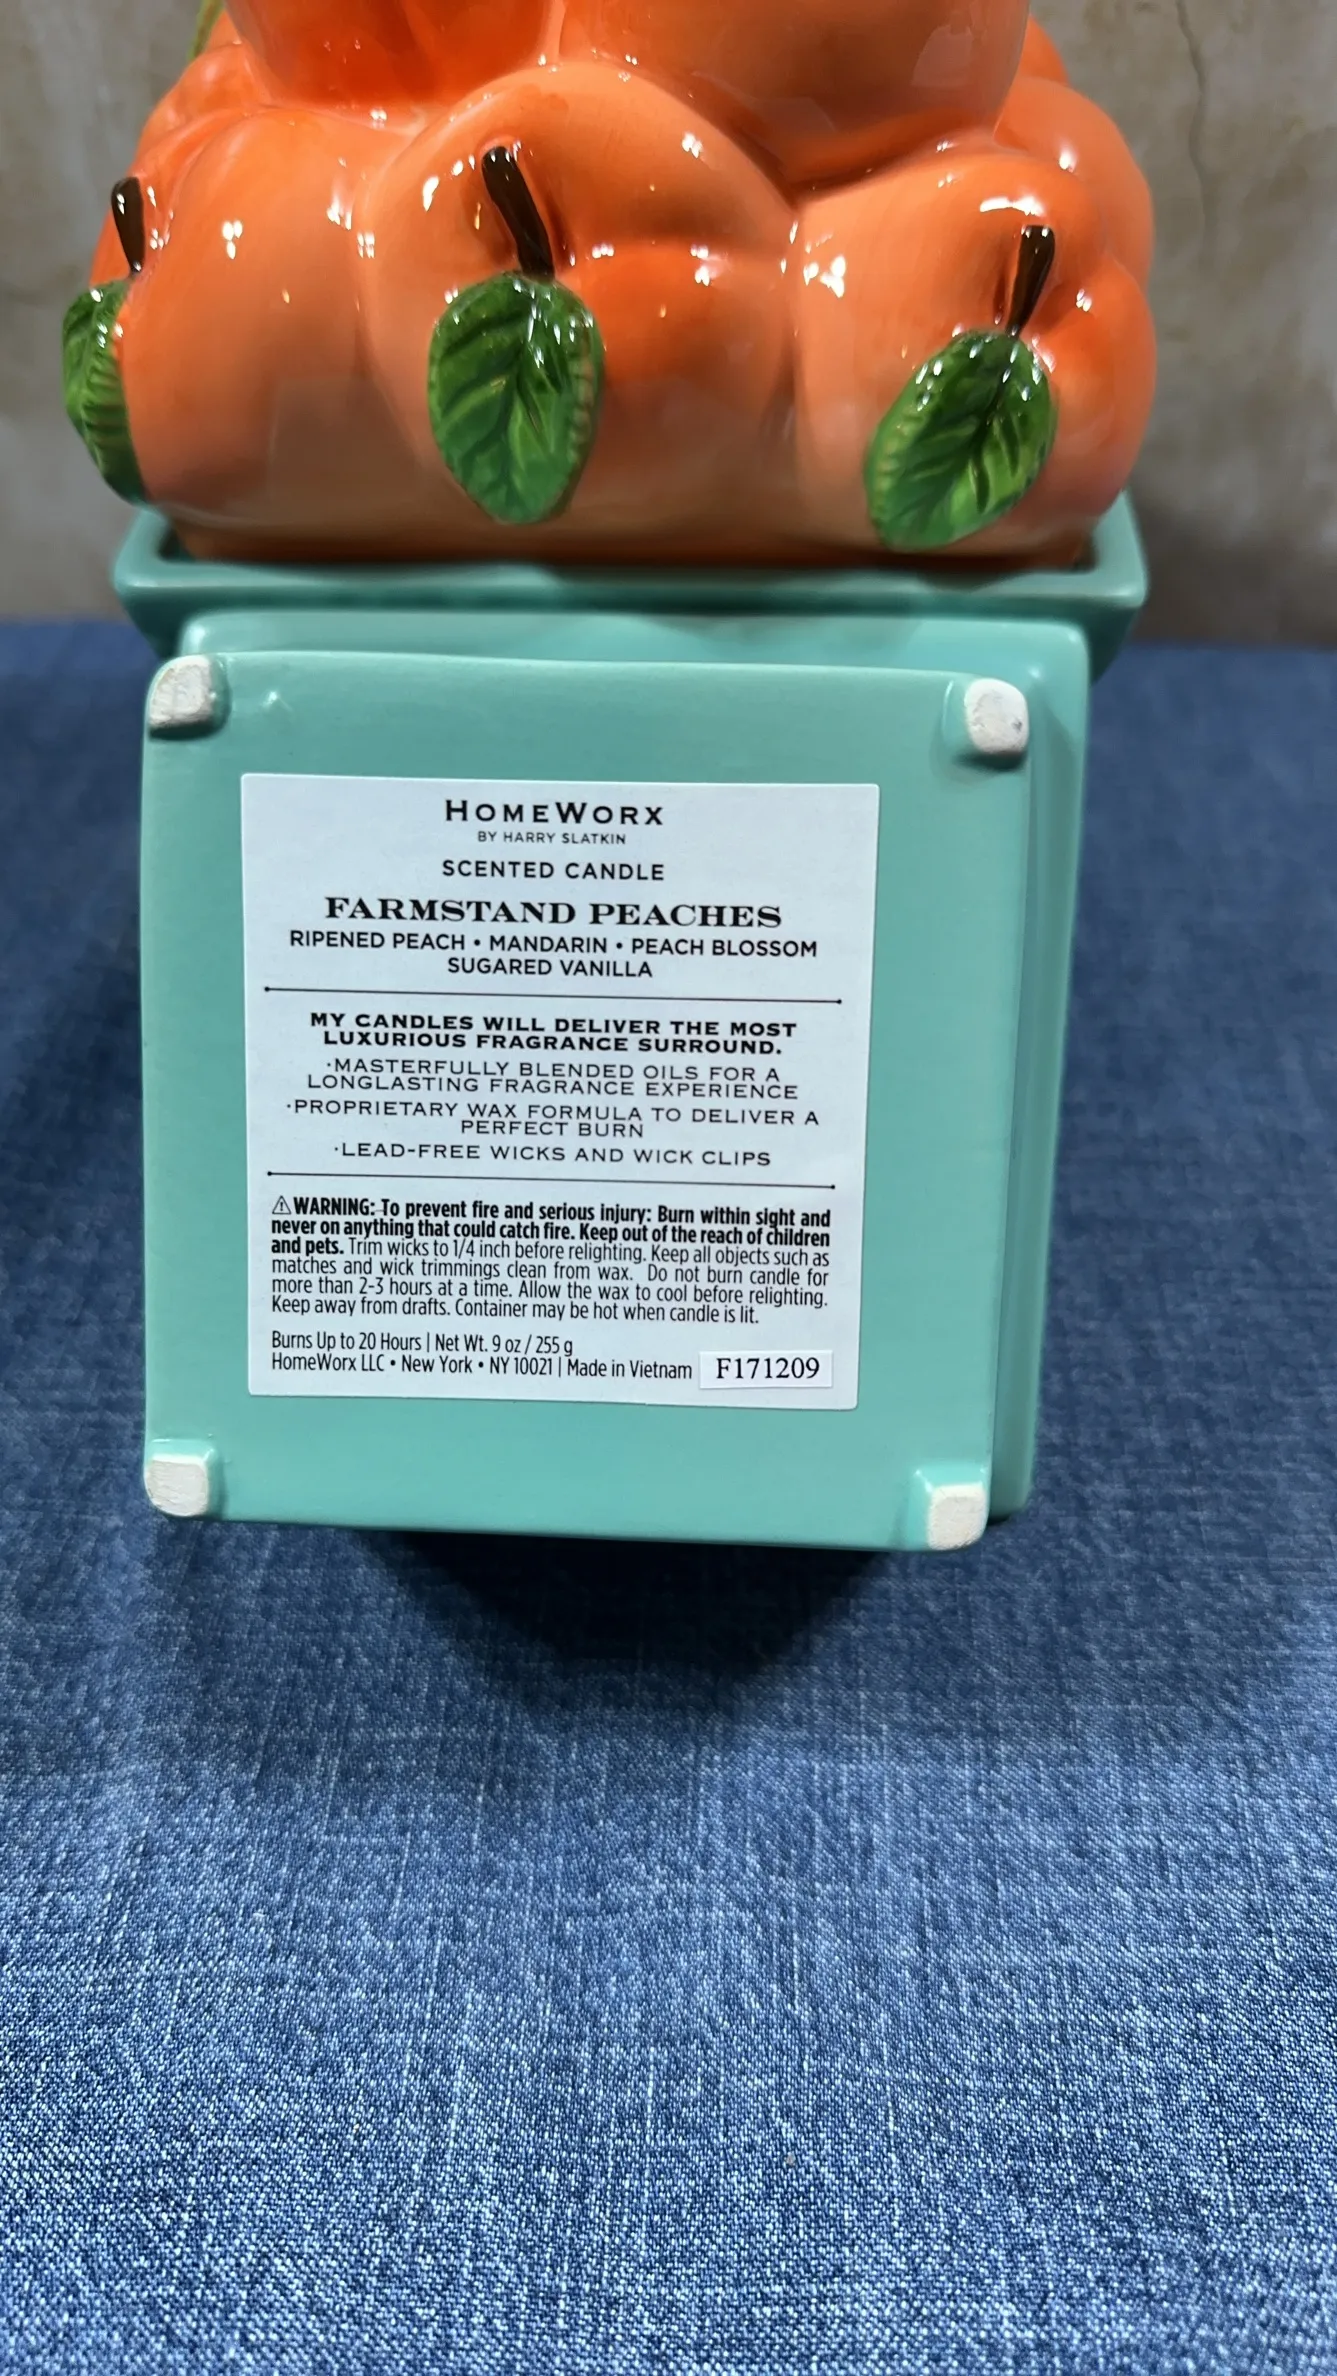 HOMEWORX
BY HARRY SLATKIN
SCENTED CANDLE
FARMSTAND PEACHES
RIPENED PEACH • MANDARIN • PEACH BLOSSOM
SUGARED VANILLA
MY CANDLES WILL DELIVER THE MOST
LUXURIOUS FRAGRANCE SURROUND.
·MASTERFULLY BLENDED OILS FOR A
LONGLASTING FRAGRANCE EXPERIENCE
·PROPRIETARY WAX FORMULA TO DELIVER A
PERFECT BURN
·LEAD-FREE WICKS AND WICK CLIPS
⚠WARNING: To prevent fire and serious injury: Burn within sight and
never on anything that could catch fire. Keep out of the reach of children
and pets. Trim wicks to 1/4 inch before relighting. Keep all objects such as
matches and wick trimmings clean from wax. Do not burn candle for
more than 2-3 hours at a time. Allow the wax to cool before relighting.
Keep away from drafts. Container may be hot when candle is lit.
Burns Up to 20 Hours | Net Wt. 9 oz / 255 g
HomeWorx LLC • New York • NY 10021 | Made in Vietnam F171209